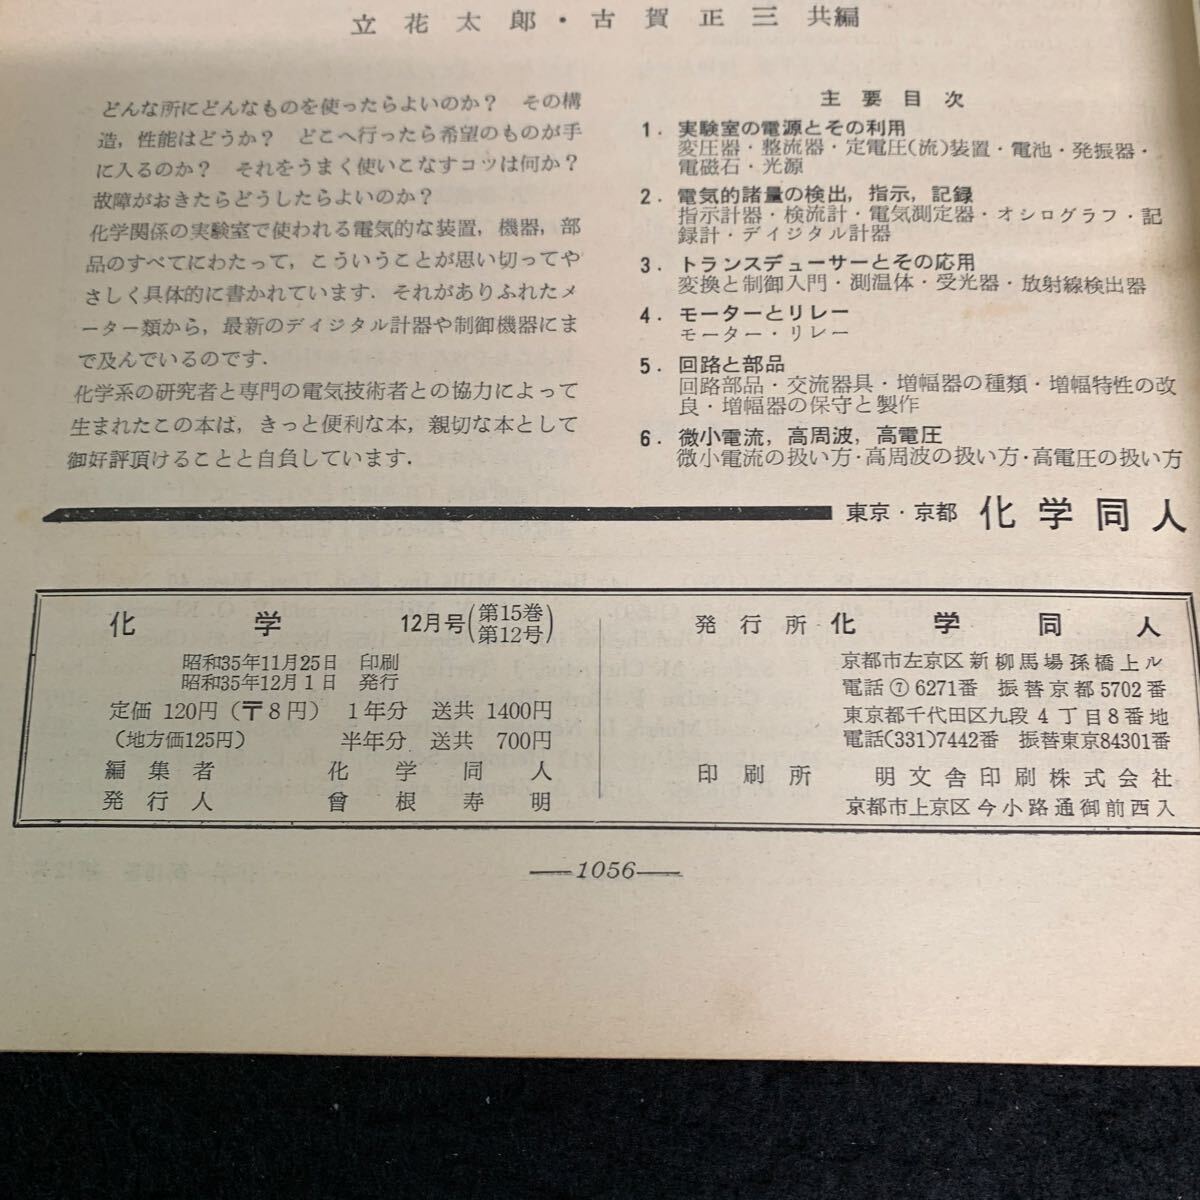 立花太郎・古賀正三共編
どんな所にどんなものを使ったらよいのか？　その構
造，性能はどうか？　どこへ行ったら希望のものが手
に入るのか？　それをうまく使いこなすコツは何か？
故障がおきたらどうしたらよいのか？
化学関係の実験室で使われる電気的な装置，機器，部
品のすべてにわたって，こういうことが思い切ってや
さしく具体的に書かれています．それがありふれたメ
ーター類から，最新のディジタル計器や制御機器にま
で及んでいるのです．
化学系の研究者と専門の電気技術者との協力によって
生まれたこの本は，きっと便利な本，親切な本として
御好評頂けることと自負しています．
主要目次
1．実験室の電源とその利用
変圧器・整流器・定電圧(流)装置・電池・発振器・
電磁石・光源
2．電気的諸量の検出，指示，記録
指示計器・検流計・電気測定器・オシログラフ・記
録計・デイジタル計器
3．トランスデューサーとその応用
変換と制御入門・測温体・受光器・放射線検出器
4．モーターとリレー
モーター・リレー
5．回路と部品
回路部品・交流器具・増幅器の種類・増幅特性の改
良・増幅器の保守と製作
6．微小電流，高周波，高電圧
微小電流の扱い方・高周波の扱い方・高電圧の扱い方
東京・京都 化学同人
化学 12月号(第15巻 第12号)
昭和35年11月25日 印刷
昭和35年12月1日 発行
定価 120円(〒8円) 1年分 送共 1400円
(地方価125円) 半年分 送共 700円
編集者 化学同人
発行人 曾根寿明
発行所 化学同人
京都市左京区新柳馬場孫橋上ル
電話⑦6271番 振替京都5702番
東京都千代田区九段4丁目8番地
電話(331)7442番 振替東京84301番
印刷所 明文舎印刷株式会社
京都市上京区今小路通御前西入
—1056—